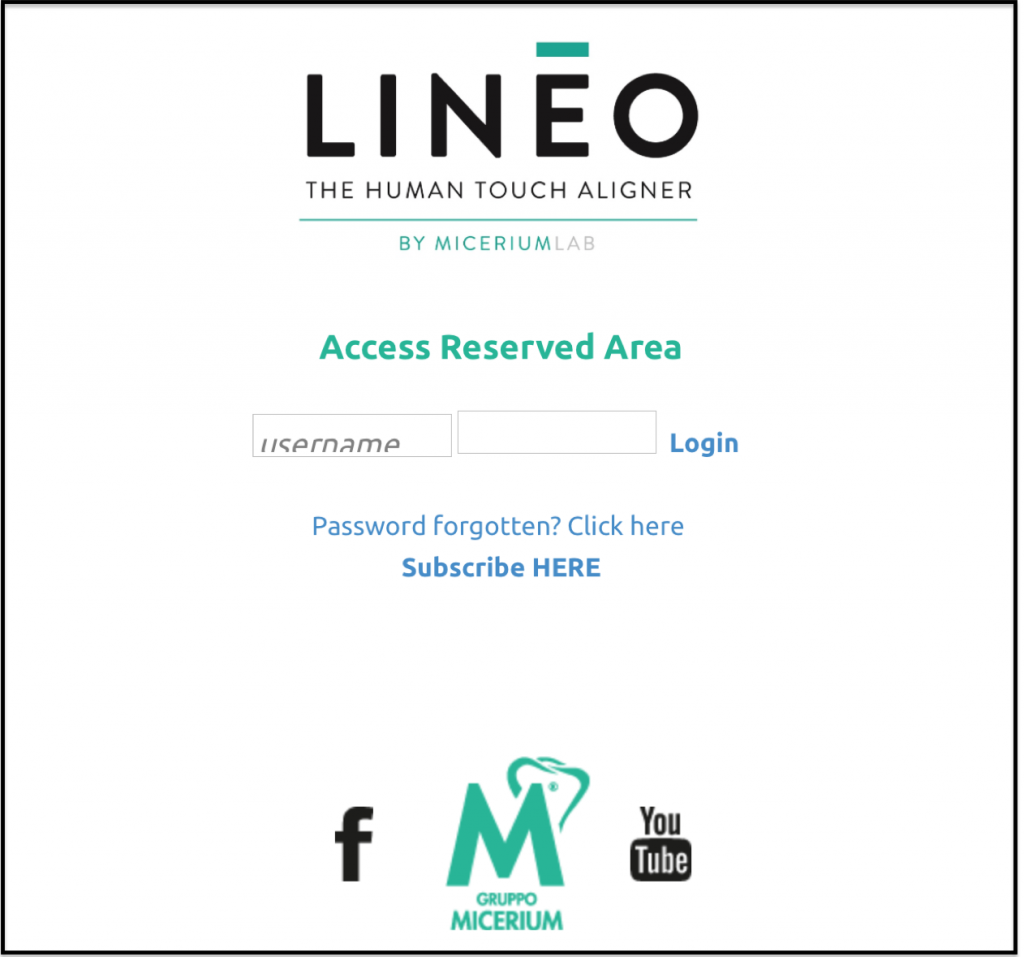 LINĒO
THE HUMAN TOUCH ALIGNER
BY MICERIUMLAB
Access Reserved Area
username Login
Password forgotten? Click here
Subscribe HERE
f M® You
Tube
GRUPPO
MICERIUM